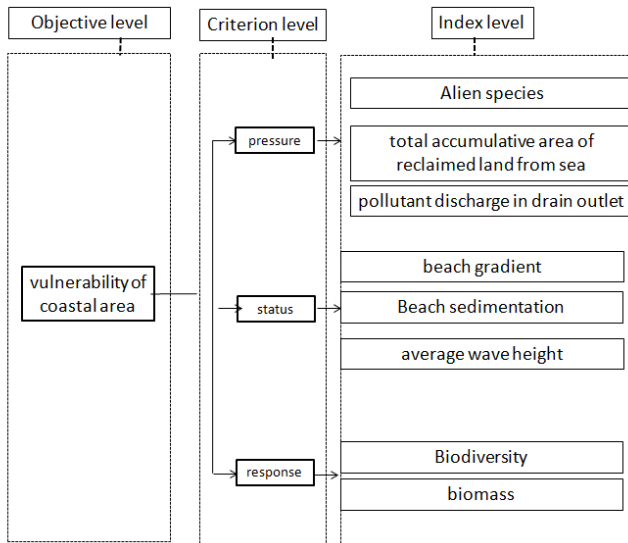 Objective level
Criterion level
Index level
Alien species
pressure
total accumulative area of
reclaimed land from sea
pollutant discharge in drain outlet
vulnerability of
coastal area
beach gradient
status
Beach sedimentation
average wave height
response
Biodiversity
biomass